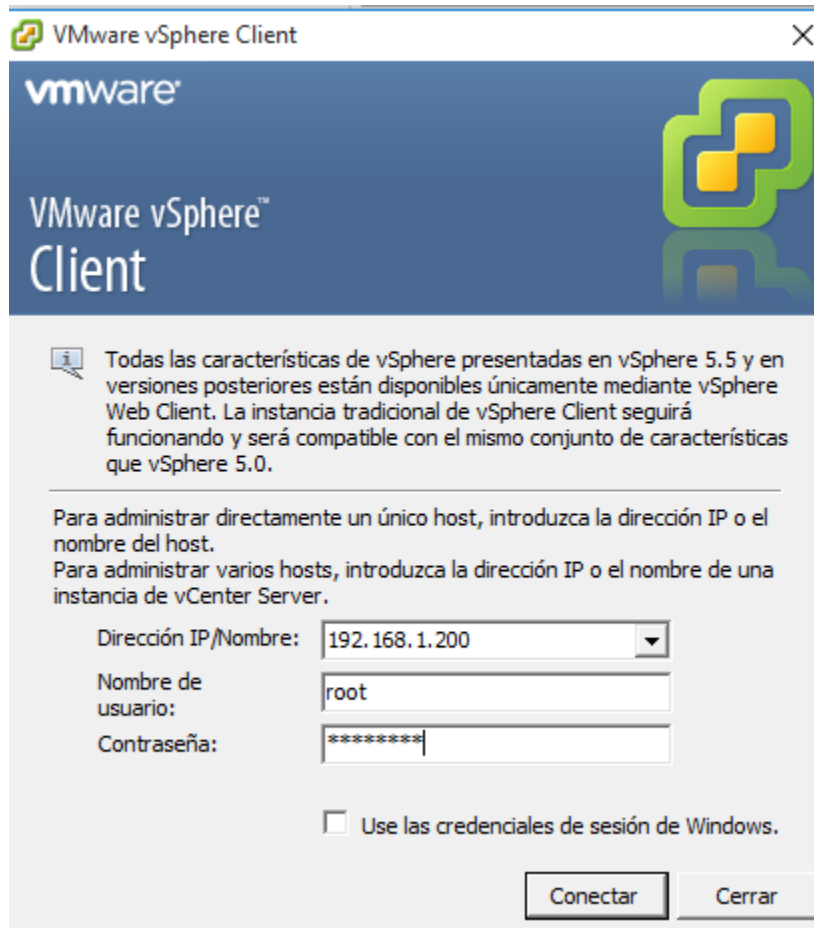 VMware vSphere Client
vmware®
VMware vSphere™
Client
Todas las características de vSphere presentadas en vSphere 5.5 y en
versiones posteriores están disponibles únicamente mediante vSphere
Web Client. La instancia tradicional de vSphere Client seguirá
funcionando y será compatible con el mismo conjunto de características
que vSphere 5.0.
Para administrar directamente un único host, introduzca la dirección IP o el
nombre del host.
Para administrar varios hosts, introduzca la dirección IP o el nombre de una
instancia de vCenter Server.
Dirección IP/Nombre: 192.168.1.200
Nombre de
usuario: root
Contraseña: ********
Use las credenciales de sesión de Windows.
Conectar Cerrar